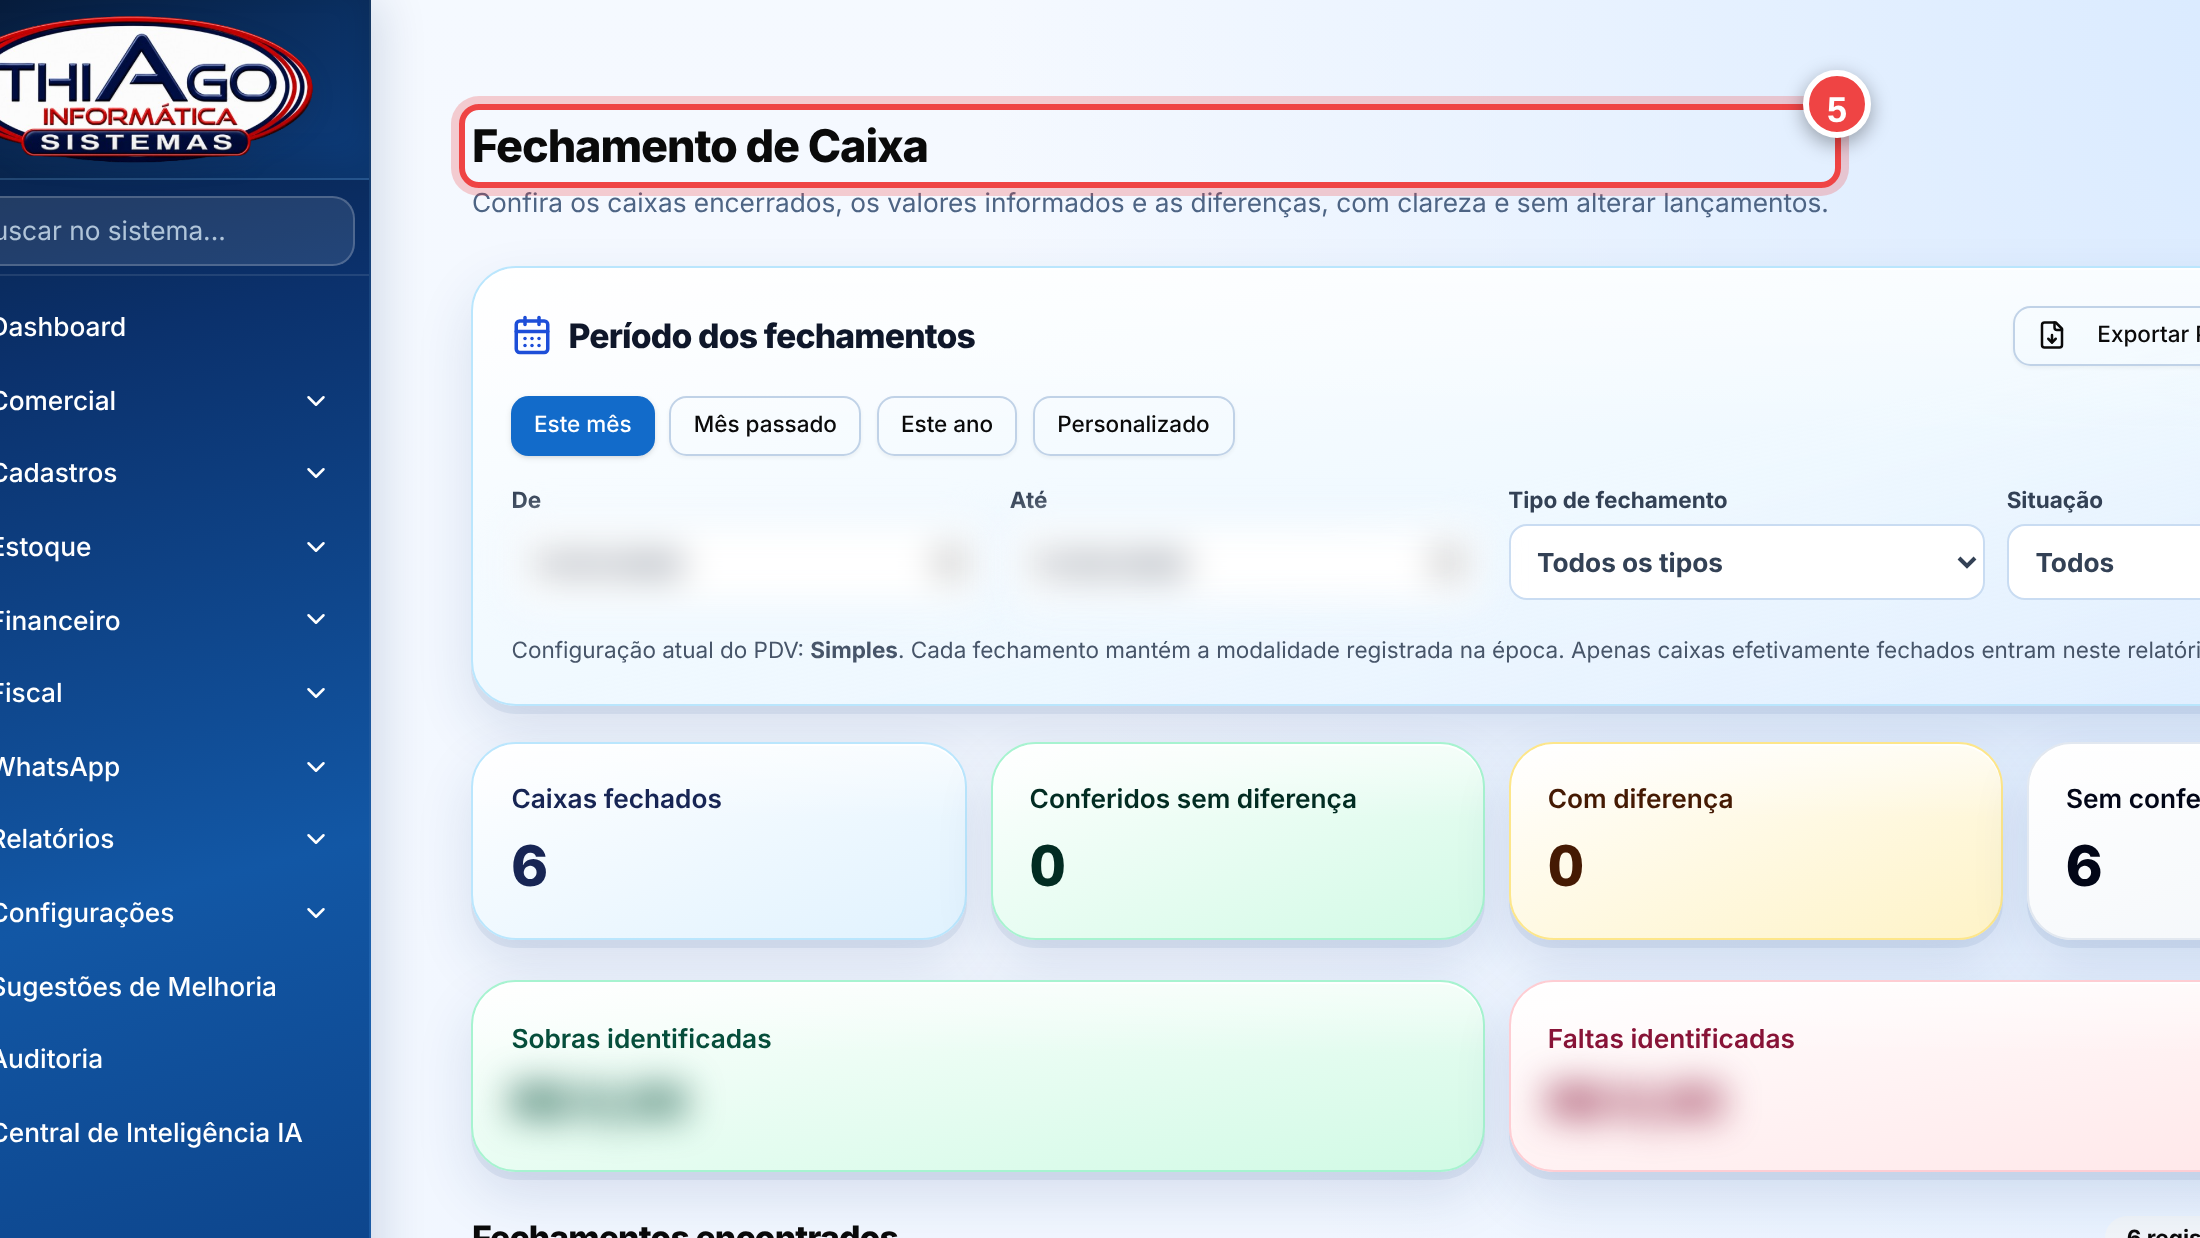 THIAGO
INFORMÁTICA
SISTEMAS
uscar no sistema...
Dashboard
Comercial
Cadastros
Estoque
Financeiro
Fiscal
WhatsApp
Relatórios
Configurações
Sugestões de Melhoria
Auditoria
Central de Inteligência IA
5
Fechamento de Caixa
Confira os caixas encerrados, os valores informados e as diferenças, com clareza e sem alterar lançamentos.
Período dos fechamentos
Exportar
Este mês
Mês passado
Este ano
Personalizado
De
Até
Tipo de fechamento
Situação
Todos os tipos
Todos
Configuração atual do PDV: Simples. Cada fechamento mantém a modalidade registrada na época. Apenas caixas efetivamente fechados entram neste relatóri
Caixas fechados
6
Conferidos sem diferença
0
Com diferença
0
Sem confe
6
Sobras identificadas
Faltas identificadas
Fechamentos encontrados
6 regis